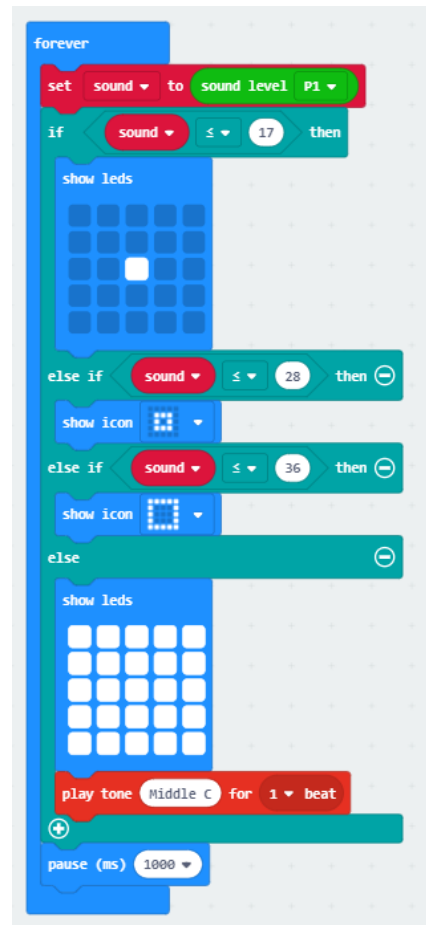 forever
set sound to sound level P1
if sound ≤ 17 then
show leds
else if sound ≤ 28 then
show icon
else if sound ≤ 36 then
show icon
else
show leds
play tone Middle C for 1 beat
pause (ms) 1000